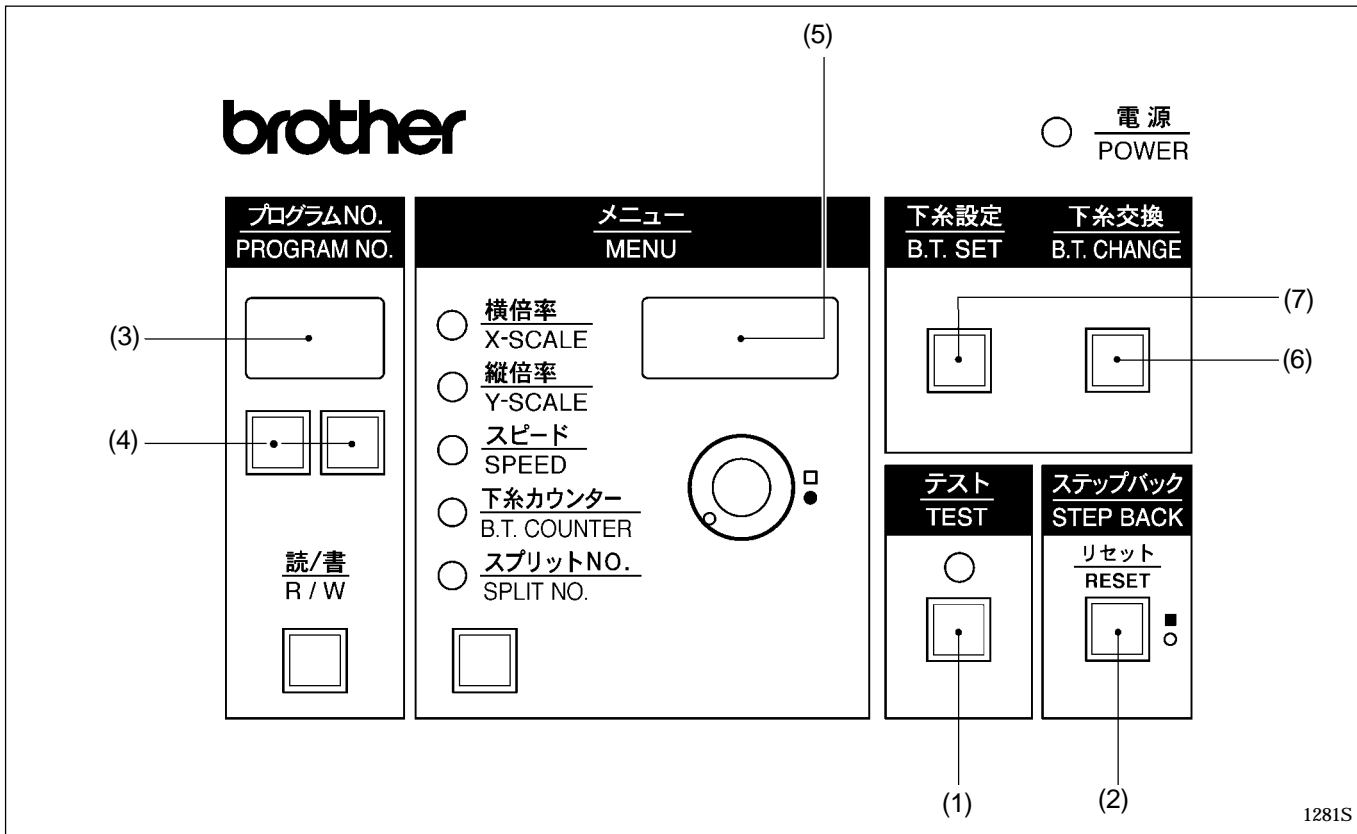 (5)
brother
電源
POWER
プログラムNO.
PROGRAM NO.
メニュー
MENU
下糸設定
B.T. SET
下糸交換
B.T. CHANGE
(3)
(4)
読/書
R / W
横倍率
X-SCALE
縦倍率
Y-SCALE
スピード
SPEED
下糸カウンター
B.T. COUNTER
スプリットNO.
SPLIT NO.
(7)
(6)
テスト
TEST
ステップバック
STEP BACK
リセット
RESET
(1)
(2)
1281S